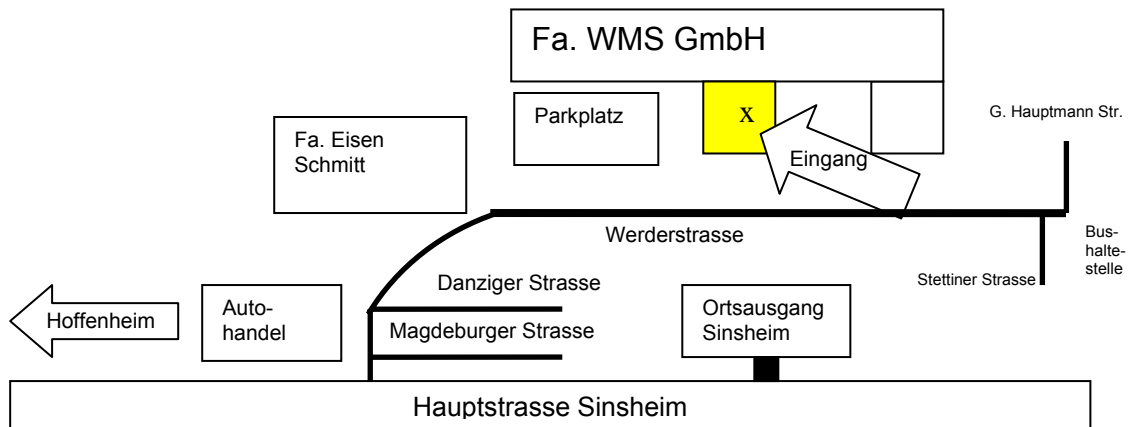 Fa. WMS GmbH
Parkplatz
x
G. Hauptmann Str.
Fa. Eisen
Schmitt
Eingang
Werderstrasse
Bus-
halte-
stelle
Stettiner Strasse
Danziger Strasse
Hoffenheim
Auto-
handel
Ortsausgang
Sinsheim
Magdeburger Strasse
Hauptstrasse Sinsheim